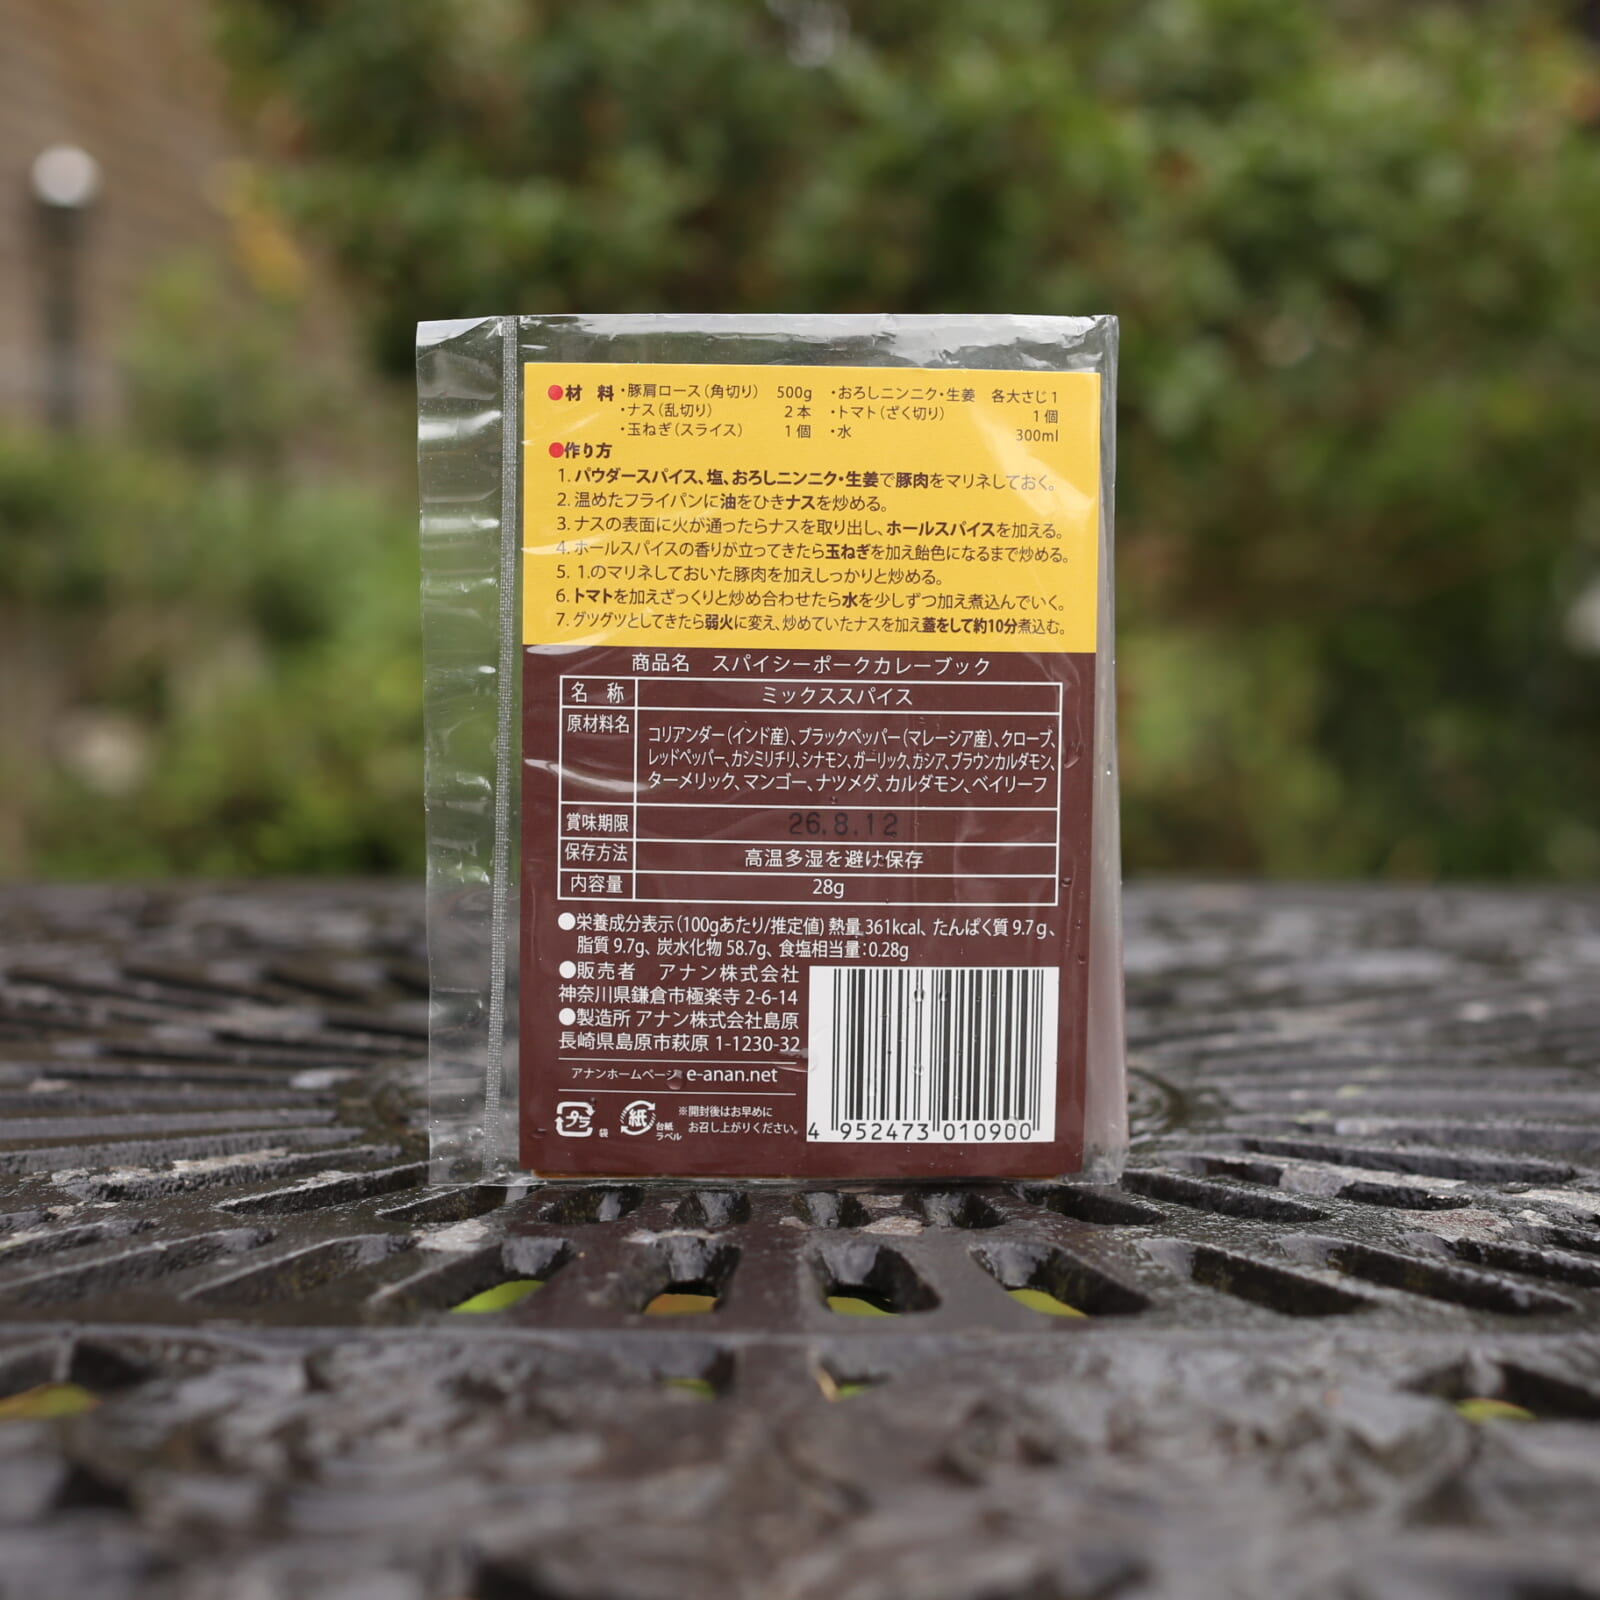 ●材 料 ・豚肩ロース（角切り） 500g ・おろしニンニク・生姜 各大さじ1
・ナス（乱切り） 2本 ・トマト（ざく切り） 1個
・玉ねぎ（スライス） 1個 ・水 300ml
●作り方
1. パウダースパイス、塩、おろしニンニク・生姜で豚肉をマリネしておく。
2. 温めたフライパンに油をひきナスを炒める。
3. ナスの表面に火が通ったらナスを取り出し、ホールスパイスを加える。
4. ホールスパイスの香りが立ってきたら玉ねぎを加え飴色になるまで炒める。
5. 1.のマリネしておいた豚肉を加えしっかりと炒める。
6. トマトを加えざっくりと炒め合わせたら水を少しずつ加え煮込んでいく。
7. グツグツとしてきたら弱火に変え、炒めていたナスを加え蓋をして約10分煮込む。
商品名 スパイシーポークカレーブック
名 称 ミックススパイス
原材料名 コリアンダー（インド産）、ブラックペッパー（マレーシア産）、クローブ、
レッドペッパー、カシミリチリ、シナモン、ガーリック、カシア、ブラウンカルダモン、
ターメリック、マンゴー、ナツメグ、カルダモン、ベイリーフ
賞味期限 26.8.12
保存方法 高温多湿を避け保存
内容量 28g
●栄養成分表示（100gあたり/推定値）熱量 361kcal、たんぱく質 9.7g、
脂質 9.7g、炭水化物 58.7g、食塩相当量：0.28g
●販売者 アナン株式会社
神奈川県鎌倉市極楽寺 2-6-14
●製造所 アナン株式会社島原
長崎県島原市萩原 1-1230-32
アナンホームページ e-anan.net
プラ 袋 紙 台紙 ラベル
※開封後はお早めに
お召し上がりください。
4 952473 010900